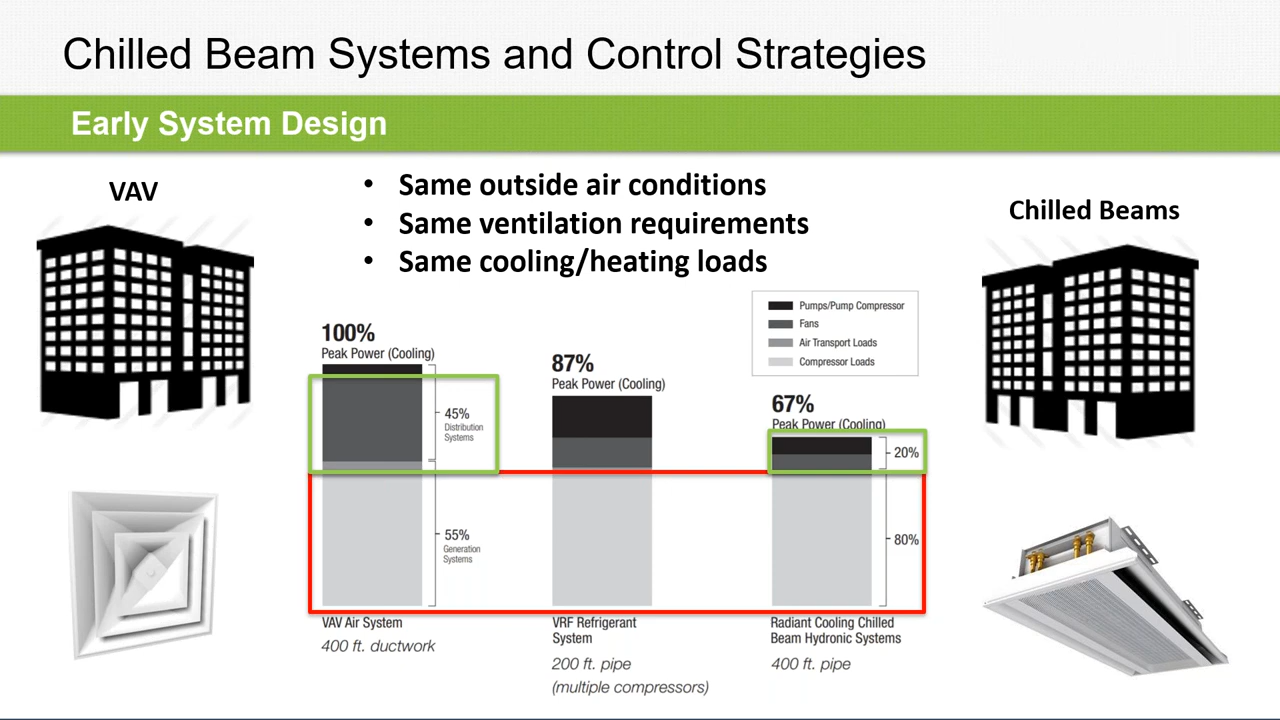 Chilled Beam Systems and Control Strategies
Early System Design
VAV
• Same outside air conditions
• Same ventilation requirements
• Same cooling/heating loads
Chilled Beams
Pumps/Pump Compressor
Fans
Air Transport Loads
Compressor Loads
100%
Peak Power (Cooling)
45%
Distribution
Systems
55%
Generation
Systems
VAV Air System
400 ft. ductwork
87%
Peak Power (Cooling)
VRF Refrigerant
System
200 ft. pipe
(multiple compressors)
67%
Peak Power (Cooling)
20%
80%
Radiant Cooling Chilled
Beam Hydronic Systems
400 ft. pipe